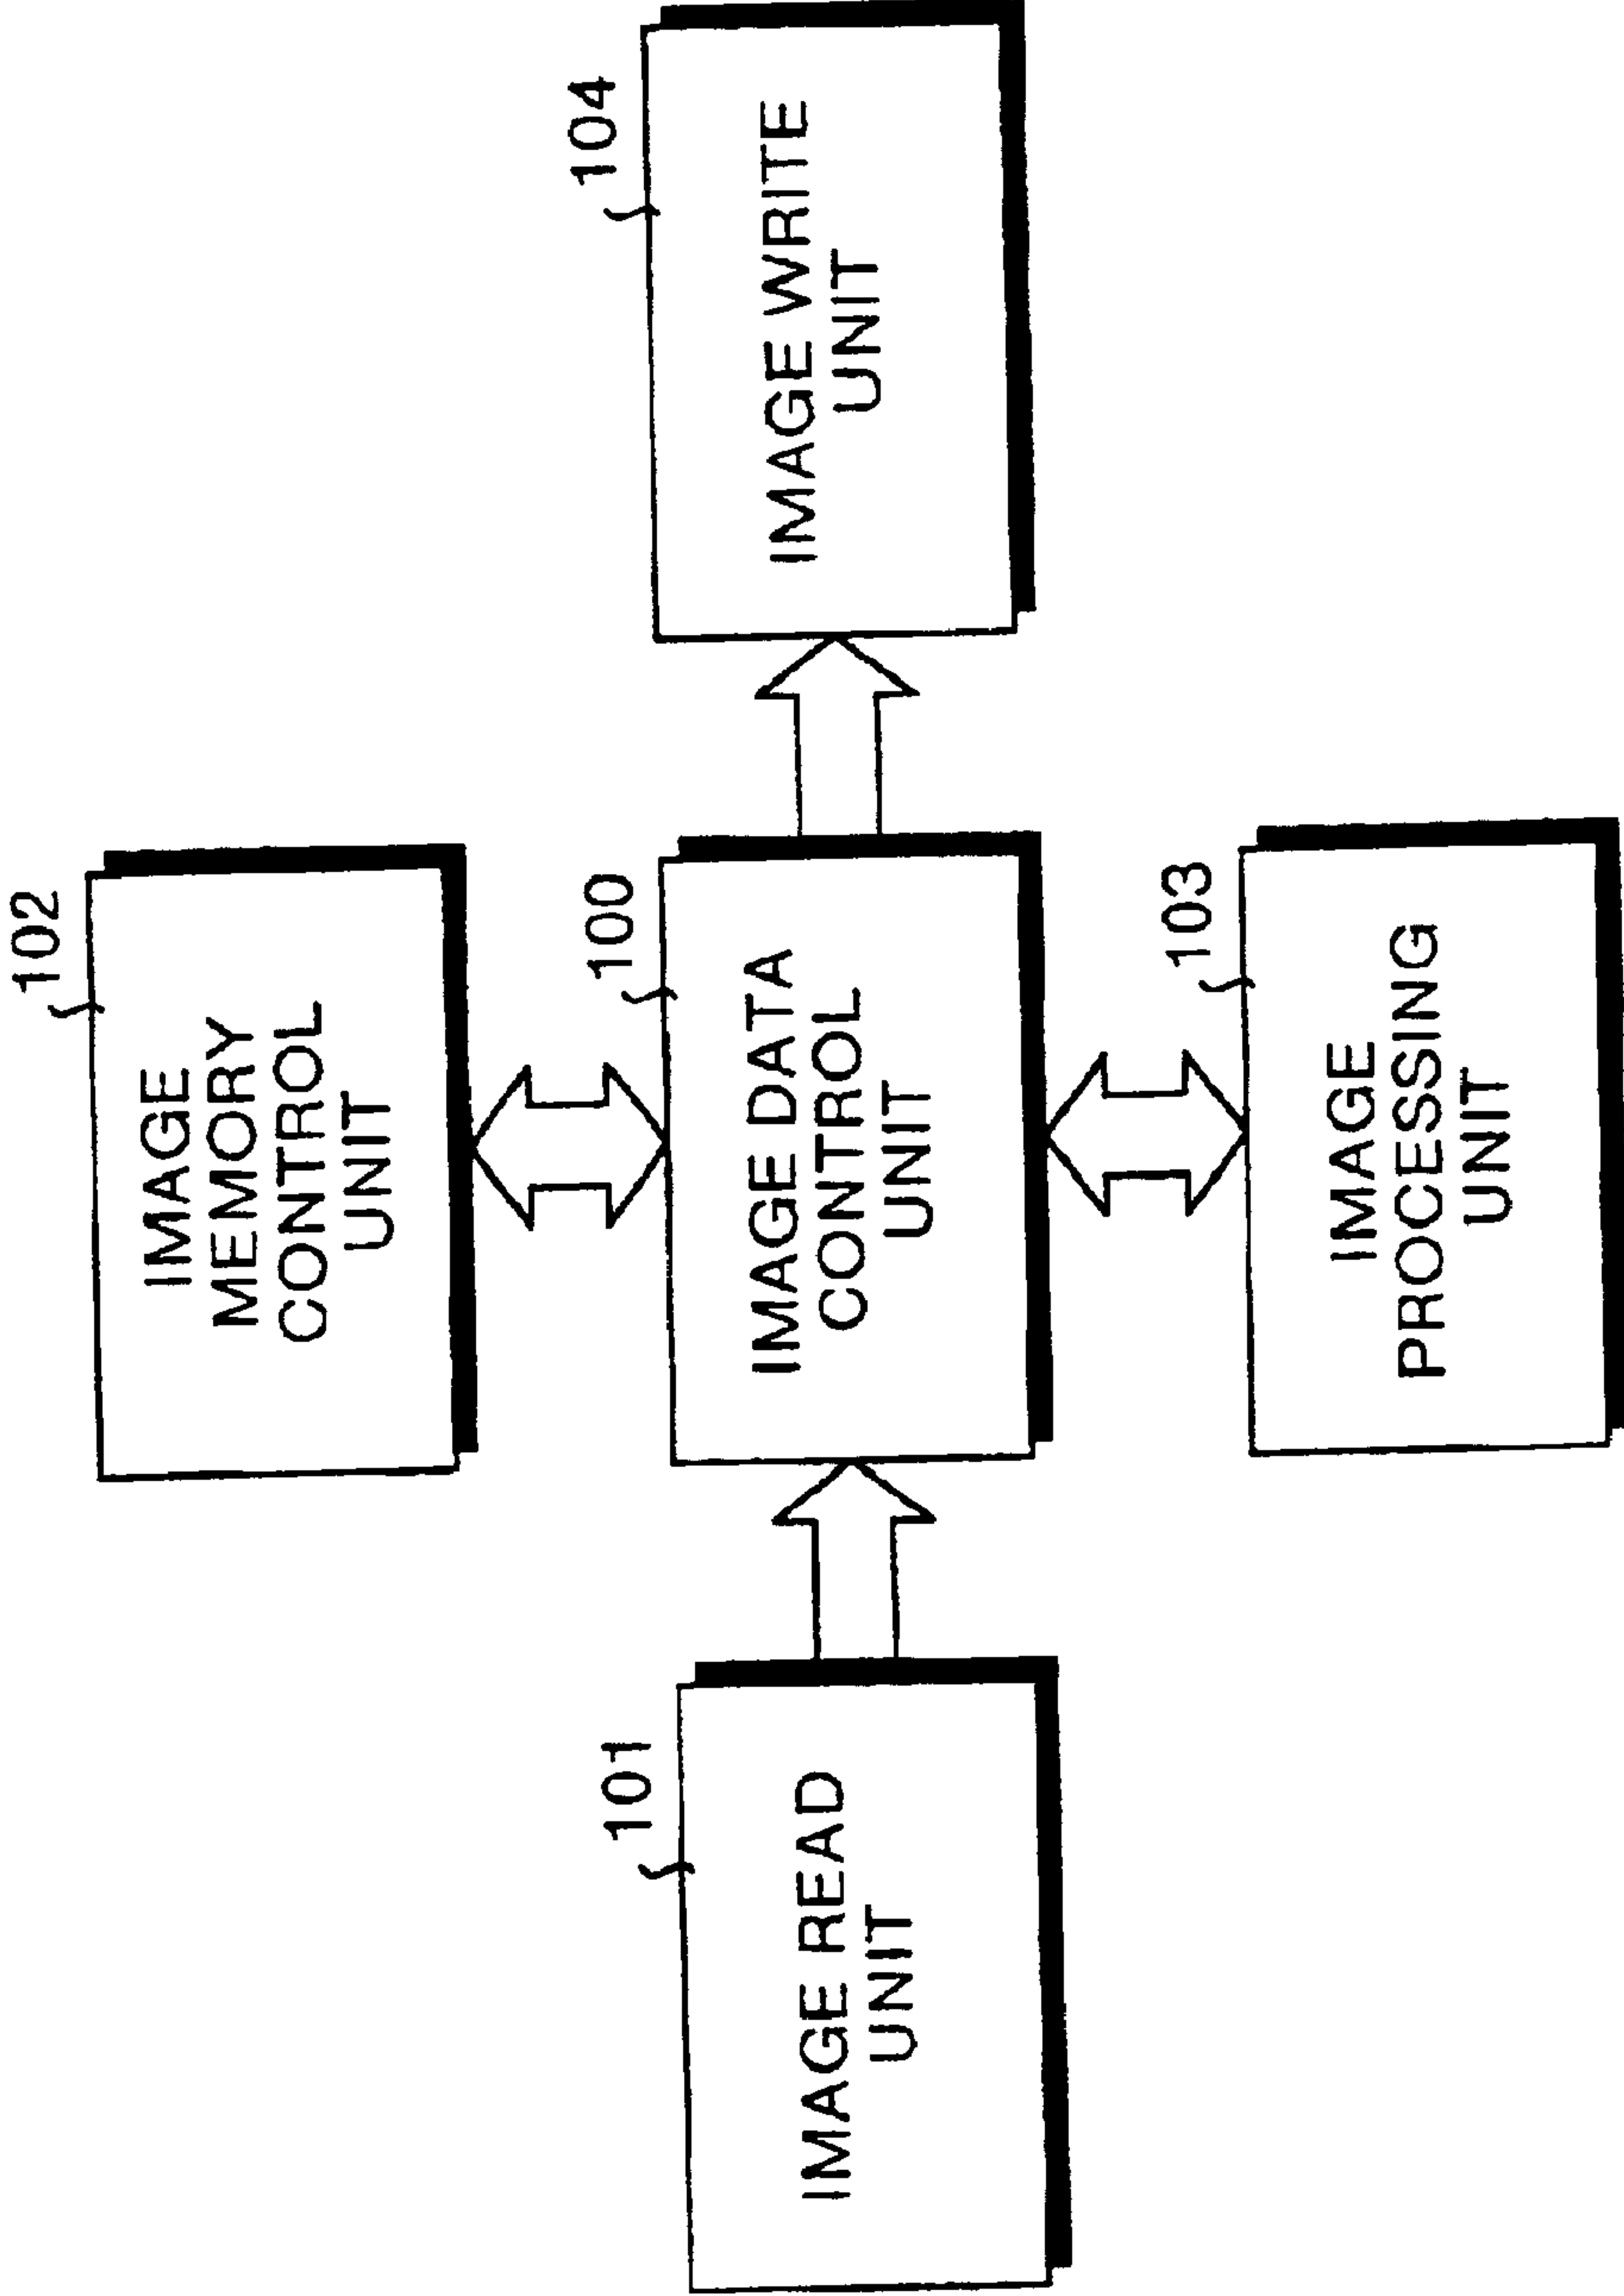 102
IMAGE
MEMORY
CONTROL
UNIT
101
IMAGE READ
UNIT
100
IMAGE DATA
CONTROL
UNIT
104
IMAGE WRITE
UNIT
103
IMAGE
PROCESSING
UNIT